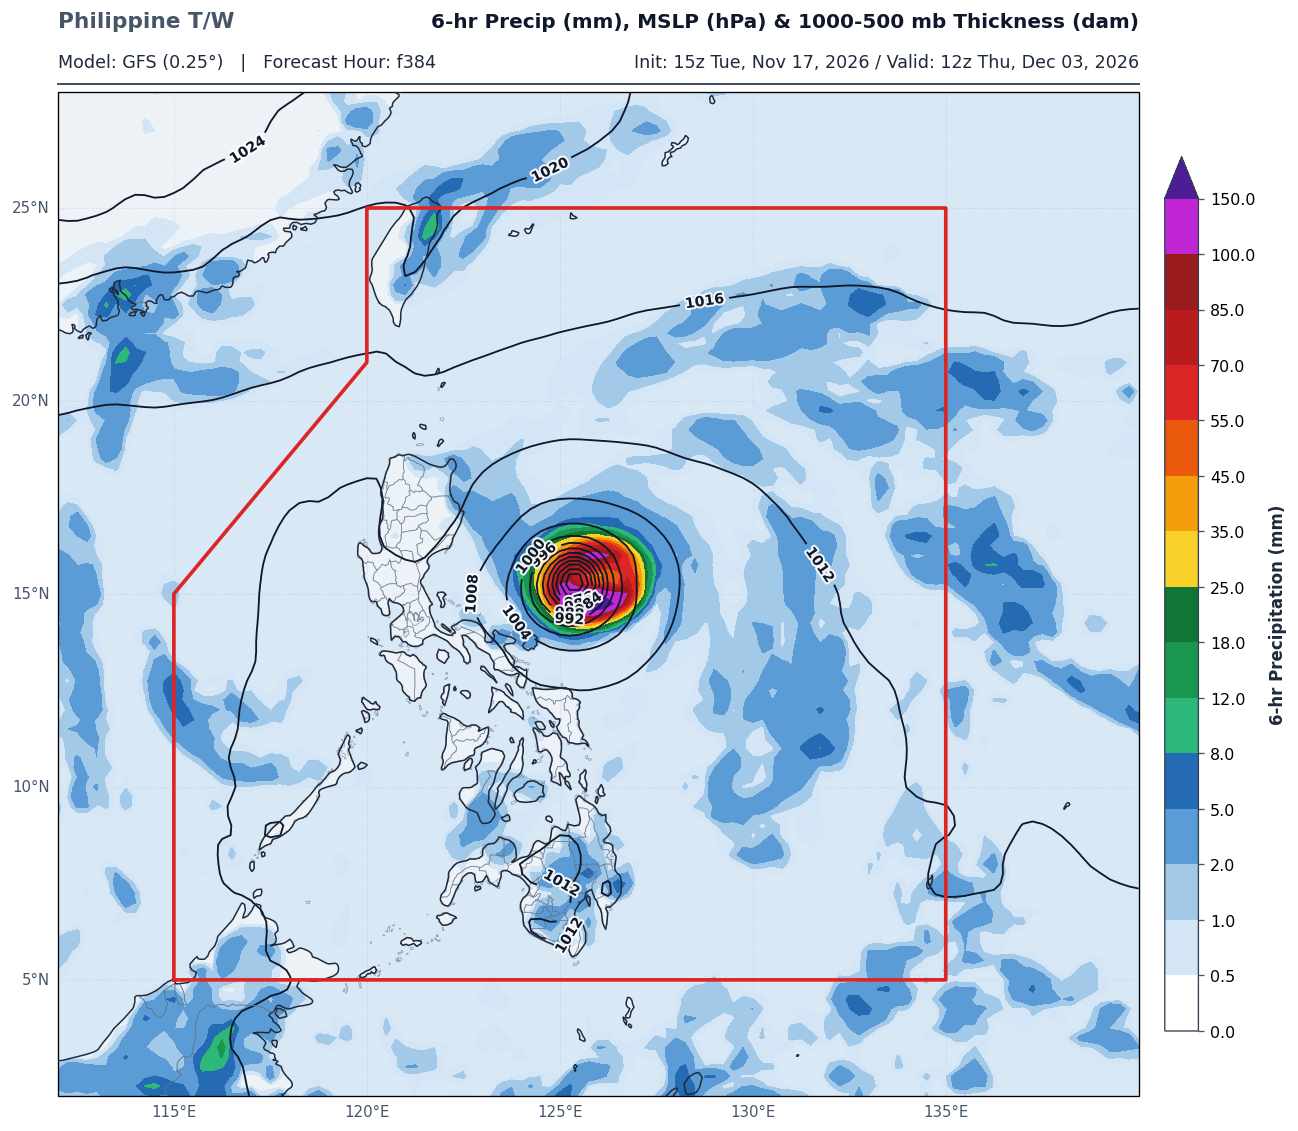 Philippine T/W
6-hr Precip (mm), MSLP (hPa) & 1000-500 mb Thickness (dam)
Model: GFS (0.25°) | Forecast Hour: f384
Init: 15z Tue, Nov 17, 2026 / Valid: 12z Thu, Dec 03, 2026
1024
1020
1016
1012
1008
1004
1000
996
984
992
1012
1012
25°N
20°N
15°N
10°N
5°N
115°E
120°E
125°E
130°E
135°E
150.0
100.0
85.0
70.0
55.0
45.0
35.0
25.0
18.0
12.0
8.0
5.0
2.0
1.0
0.5
0.0
6-hr Precipitation (mm)